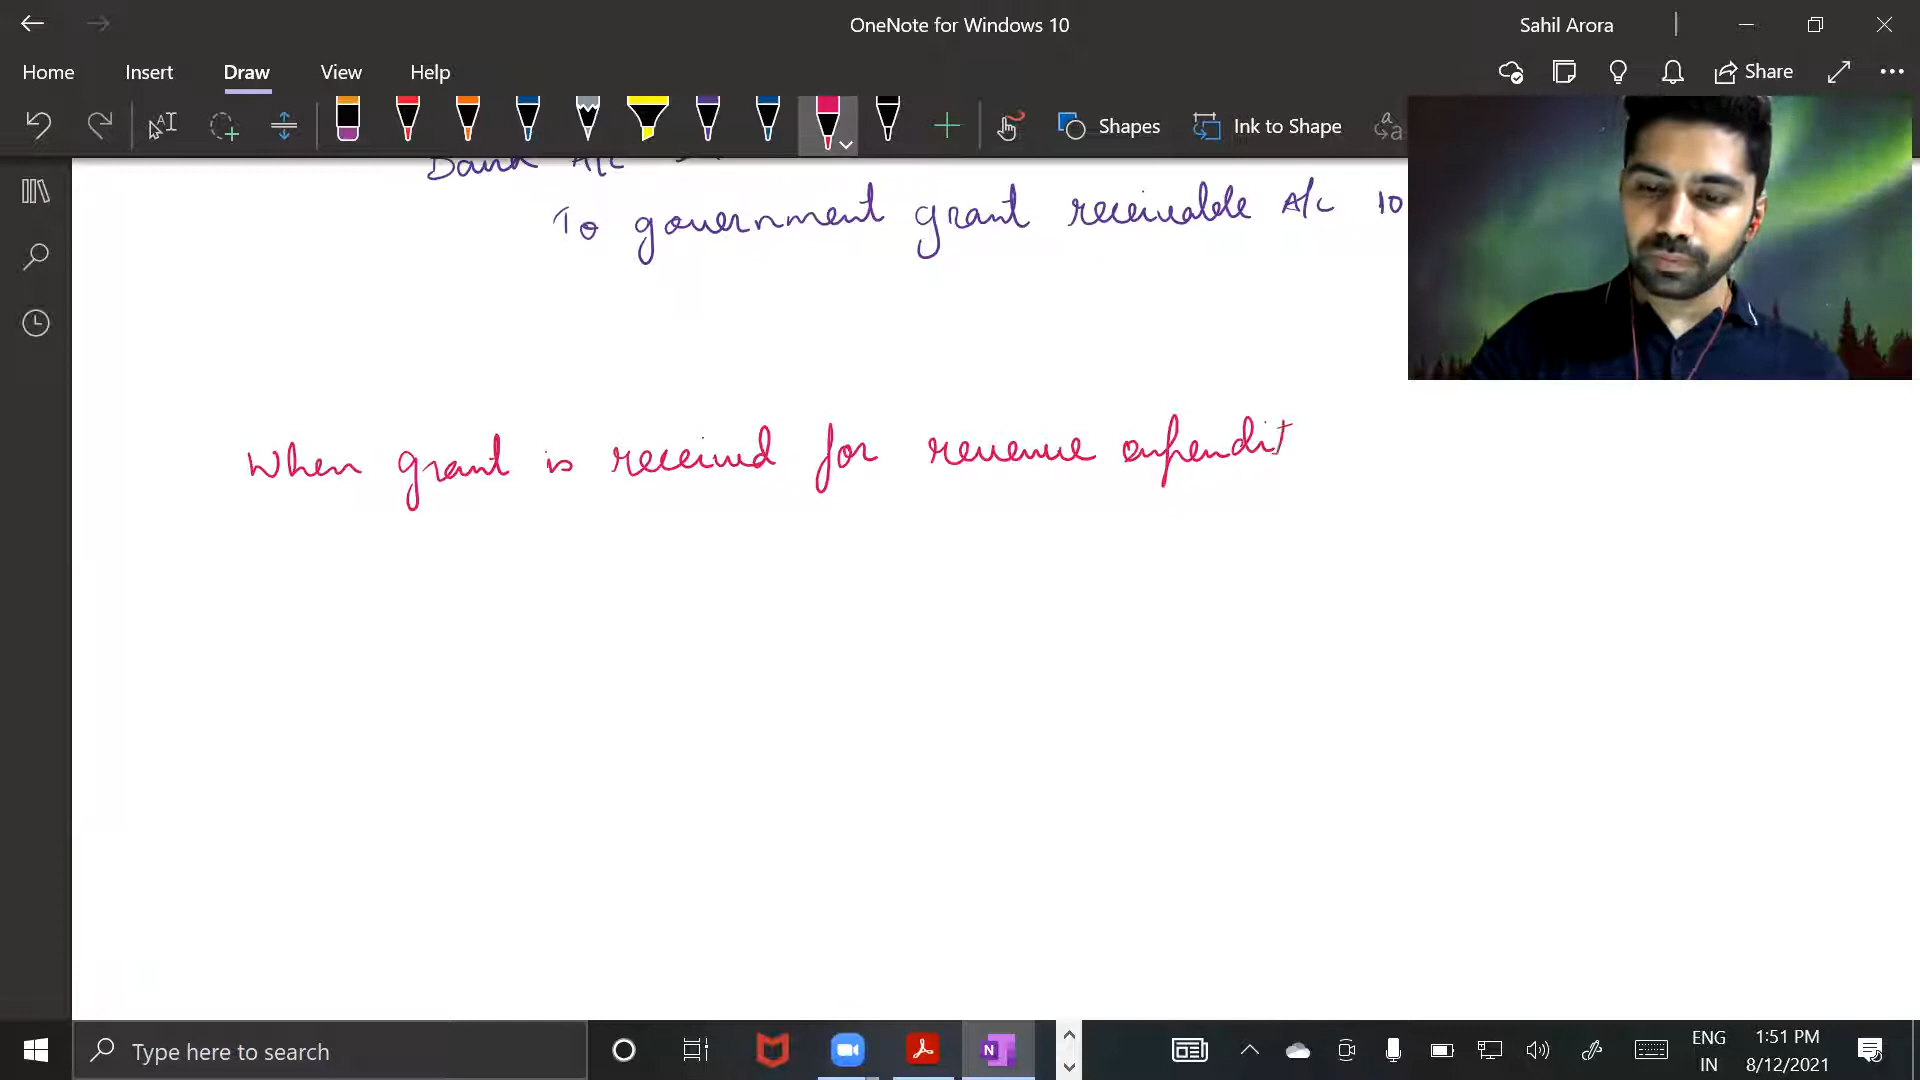 OneNote for Windows 10
Sahil Arora
Home Insert Draw View Help
Share
Shapes
Ink to Shape
Bank A/c
To government grant receivable A/c 10
When grant is received for revenue expendit
Type here to search
ENG
IN
1:51 PM
8/12/2021